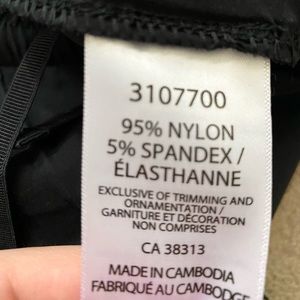 3107700
95% NYLON
5% SPANDEX /
ÉLASTHANNE
EXCLUSIVE OF TRIMMING AND
ORNAMENTATION /
GARNITURE ET DÉCORATION
NON COMPRISES
CA 38313
MADE IN CAMBODIA
FABRIQUÉ AU CAMBODGE